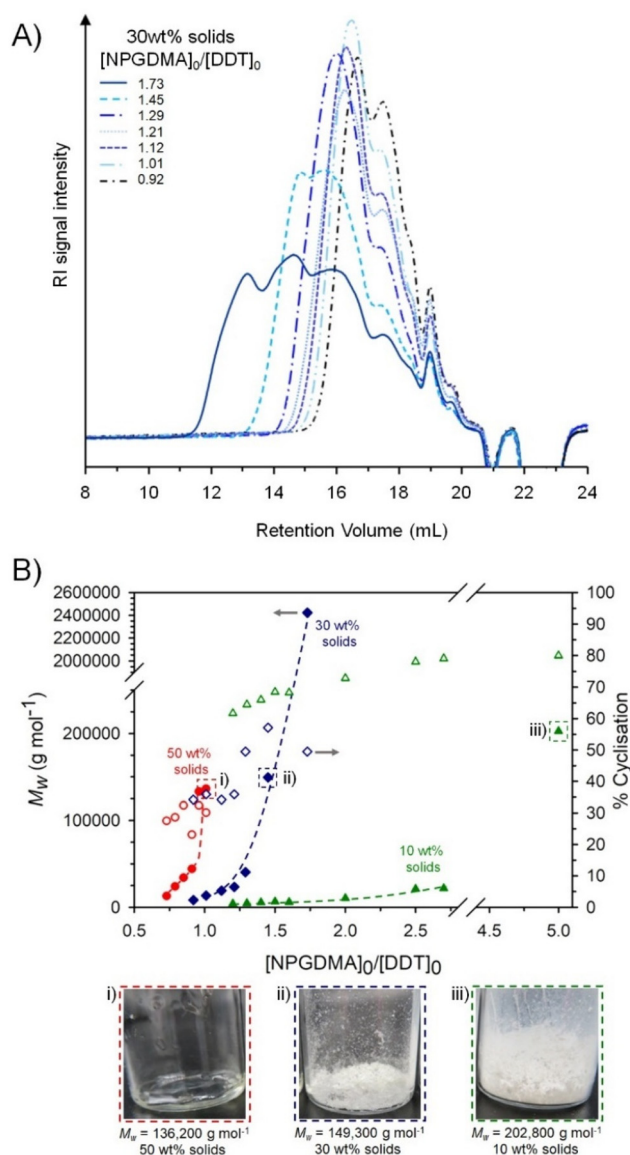 A)
30wt% solids
[NPGDMA]₀/[DDT]₀
1.73
1.45
1.29
1.21
1.12
1.01
0.92
RI signal intensity
8 10 12 14 16 18 20 22 24
Retention Volume (mL)
B)
2600000
2400000
2200000
2000000
200000
100000
0
M_w (g mol⁻¹)
30 wt% solids
50 wt% solids
10 wt% solids
i)
ii)
iii)
100
90
80
70
60
50
40
30
20
10
0
% Cyclisation
0.5 1.0 1.5 2.0 2.5 4.5 5.0
[NPGDMA]₀/[DDT]₀
i) ii) iii)
M_w = 136,200 g mol⁻¹ M_w = 149,300 g mol⁻¹ M_w = 202,800 g mol⁻¹
50 wt% solids 30 wt% solids 10 wt% solids